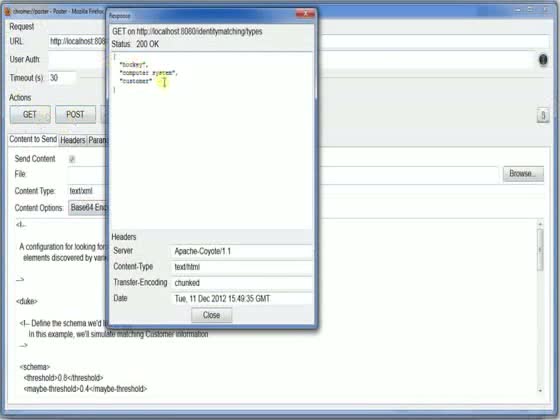 chrome://poster - Poster - Mozilla Firefox
Response
Request
GET on http://localhost:8080/identitymatching/types
URL:
http://localhost:8080
Status 200 OK
[
"hockey",
"computer system",
"customer"
]
User Auth:
Timeout (s): 30
Actions
GET
POST
Content to Send
Headers
Param
Send Content
File:
Browse...
Content Type:
text/xml
Content Options:
Base64 Enc
<!--
A configuration for looking for
elements discovered by vari
-->
<duke>
<!-- Define the schema we'd li
In this example, we'll simulate matching Customer information
<schema>
<threshold>0.8</threshold>
<maybe-threshold>0.4</maybe-threshold>
Headers
Server
Apache-Coyote/1.1
Content-Type
text/html
Transfer-Encoding
chunked
Date
Tue, 11 Dec 2012 15:49:35 GMT
Close